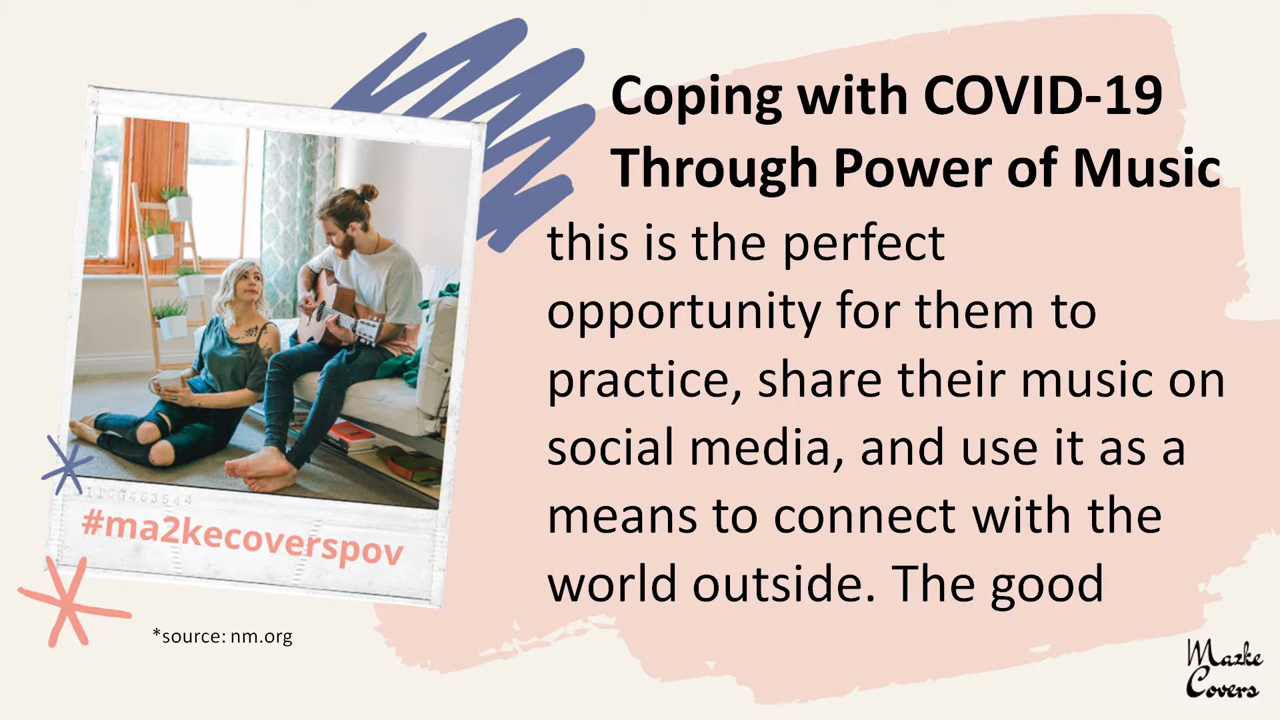 Coping with COVID-19
Through Power of Music
this is the perfect
opportunity for them to
practice, share their music on
social media, and use it as a
means to connect with the
world outside. The good
#ma2kecoverspov
*source: nm.org
Mazke
Covers